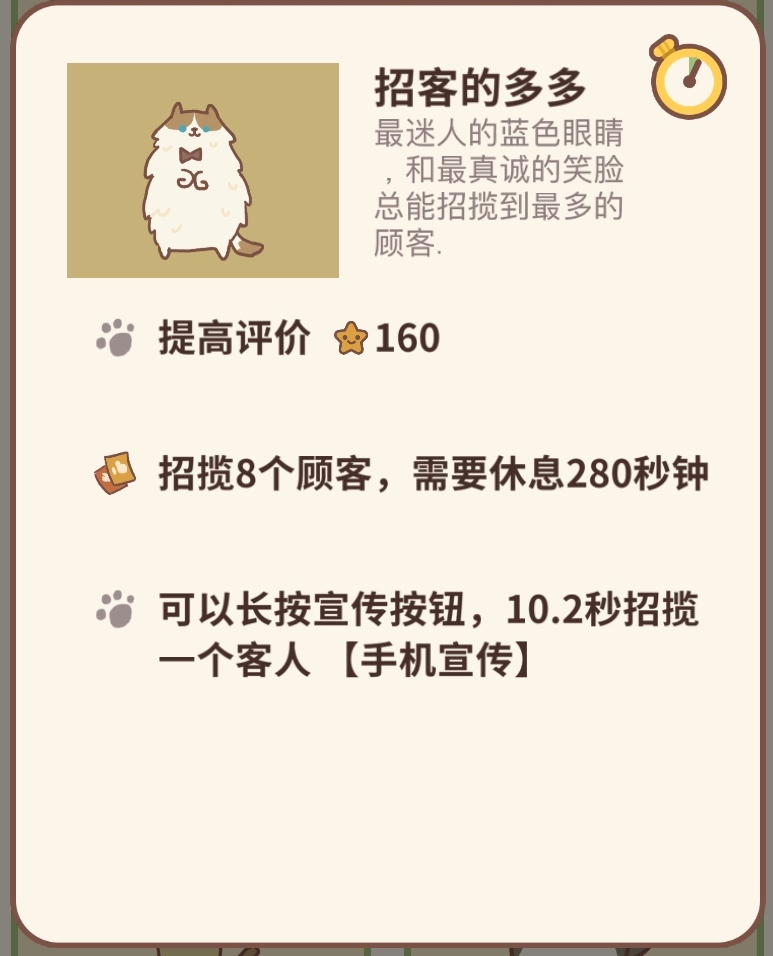 招客的多多
最迷人的蓝色眼睛
，和最真诚的笑脸
总能招揽到最多的
顾客.
提高评价 160
招揽8个顾客，需要休息280秒钟
可以长按宣传按钮，10.2秒招揽
一个客人 【手机宣传】